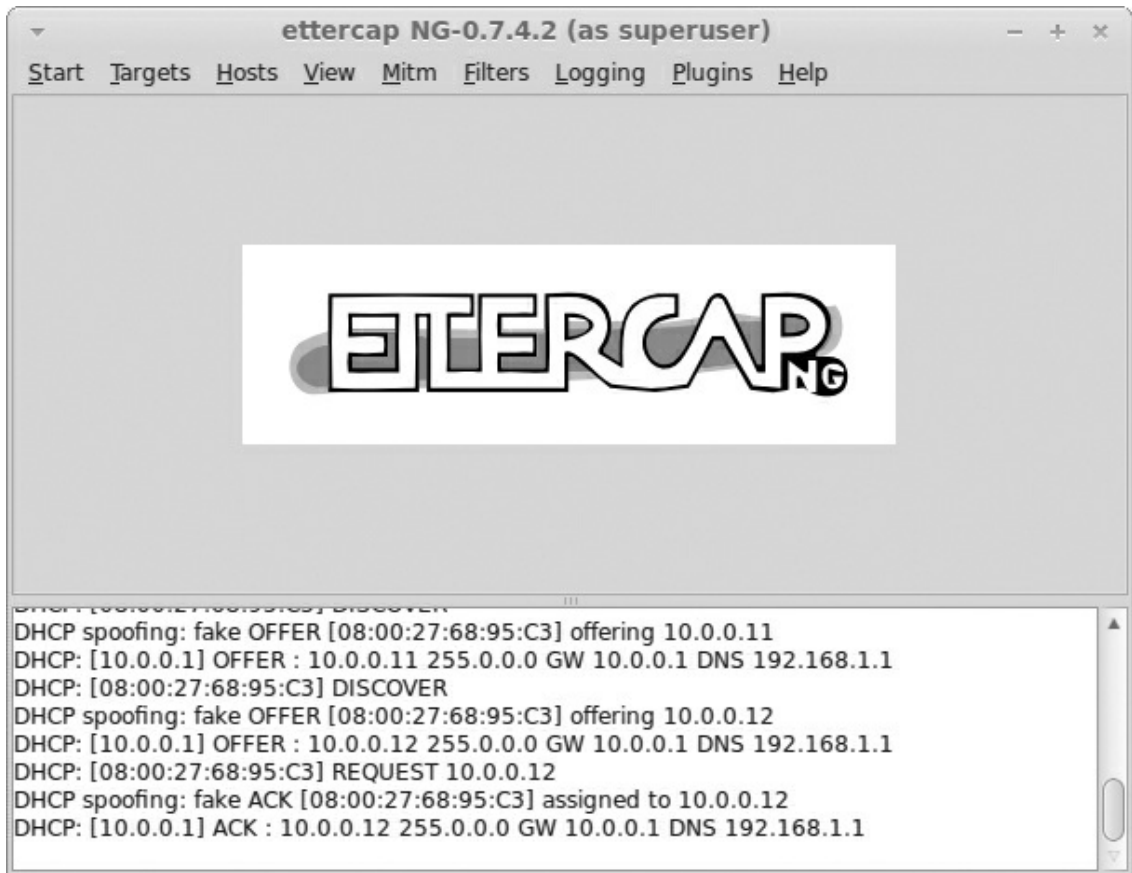 ettercap NG-0.7.4.2 (as superuser)
Start Targets Hosts View Mitm Filters Logging Plugins Help
ETTERCAP NG
DHCP: [08:00:27:68:95:C3] DISCOVER
DHCP spoofing: fake OFFER [08:00:27:68:95:C3] offering 10.0.0.11
DHCP: [10.0.0.1] OFFER : 10.0.0.11 255.0.0.0 GW 10.0.0.1 DNS 192.168.1.1
DHCP: [08:00:27:68:95:C3] DISCOVER
DHCP spoofing: fake OFFER [08:00:27:68:95:C3] offering 10.0.0.12
DHCP: [10.0.0.1] OFFER : 10.0.0.12 255.0.0.0 GW 10.0.0.1 DNS 192.168.1.1
DHCP: [08:00:27:68:95:C3] REQUEST 10.0.0.12
DHCP spoofing: fake ACK [08:00:27:68:95:C3] assigned to 10.0.0.12
DHCP: [10.0.0.1] ACK : 10.0.0.12 255.0.0.0 GW 10.0.0.1 DNS 192.168.1.1